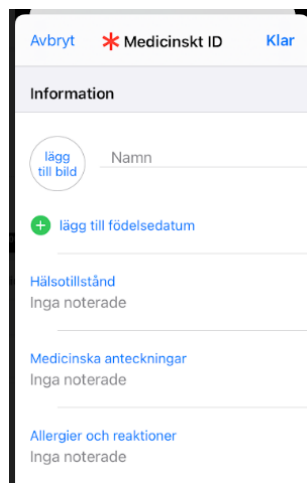 Avbryt Medicinskt ID Klar
Information
lägg
till bild
Namn
lägg till födelsedatum
Hälsotillstånd
Inga noterade
Medicinska anteckningar
Inga noterade
Allergier och reaktioner
Inga noterade